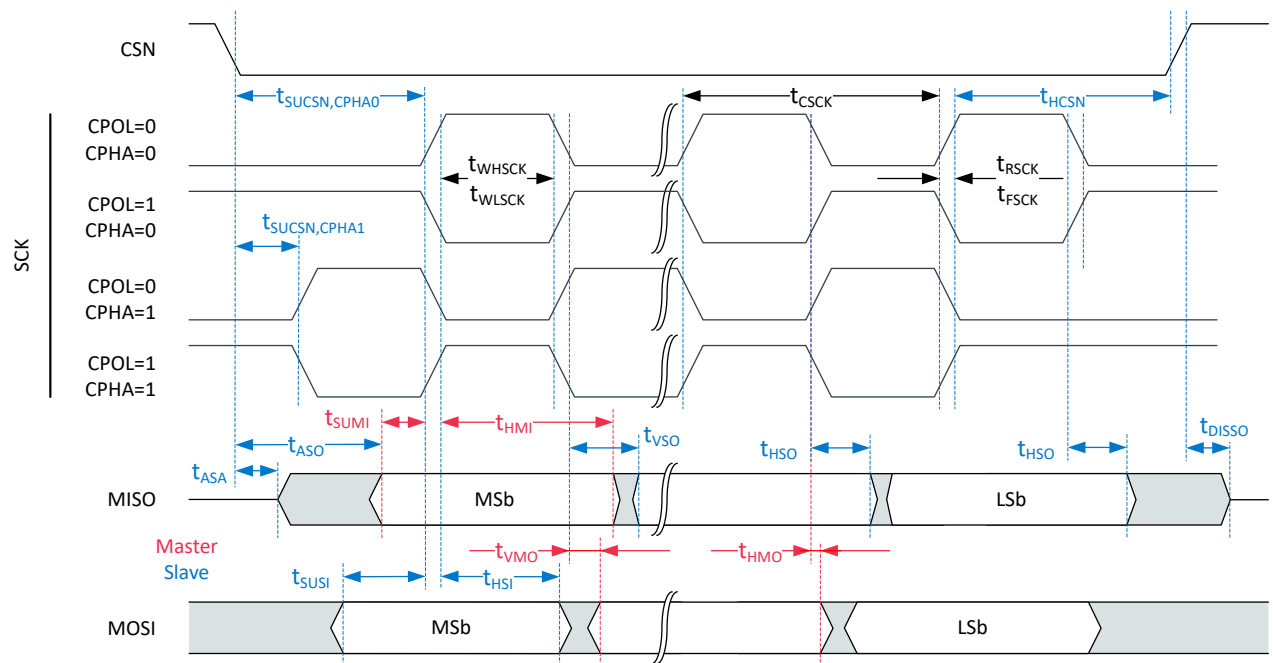 CSN
tSUCSN,CPHA0
tCSCK
tHCSN
SCK
CPOL=0
CPHA=0
tWHSCK
tWLSCK
tRSCK
tFSCK
CPOL=1
CPHA=0
tSUCSN,CPHA1
CPOL=0
CPHA=1
CPOL=1
CPHA=1
tSUMI
tHMI
tASO
tVSO
tHSO
tHSO
tDISSO
tASA
MISO
MSb
LSb
Master
Slave
tVMO
tHMO
tSUSI
tHSI
MOSI
MSb
LSb